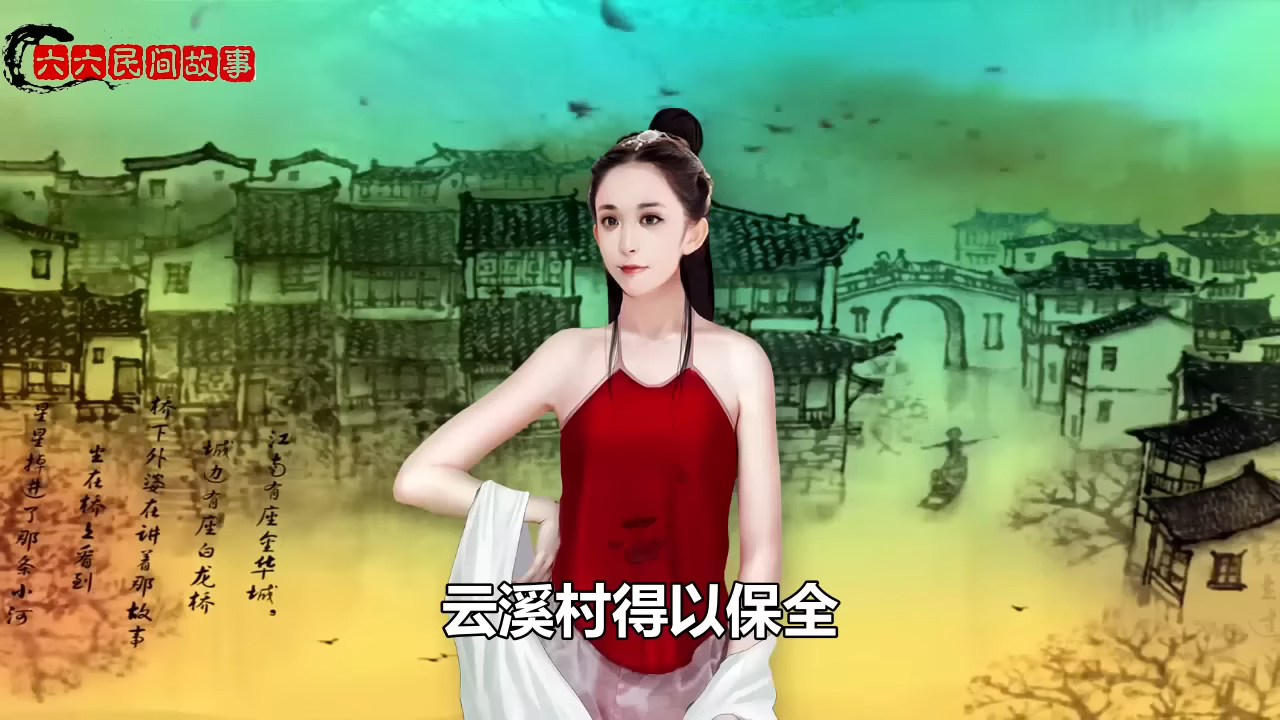 六六民间故事
江南有座金华城。
城边有座白龙桥
桥下外婆在讲着那故事
坐在桥上看到
星星掉进了那条小河
云溪村得以保全